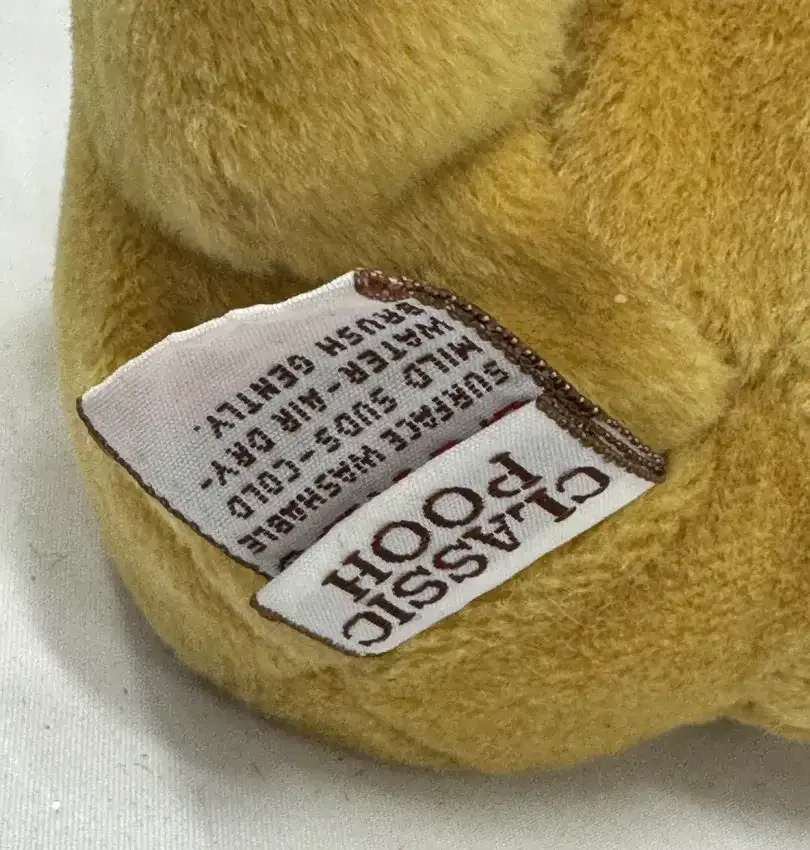 CLASSIC
POOH
SURFACE WASHABLE
MILD SUDS-COLD
WATER-AIR DRY-
BRUSH GENTLY.